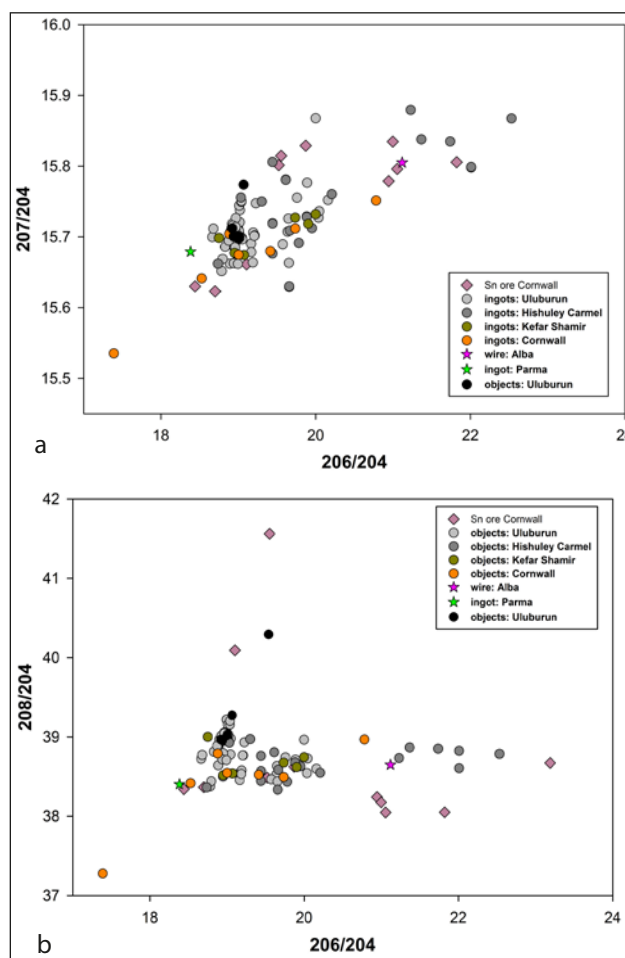 16.0
15.9
15.8
15.7
15.6
15.5
207/204
Sn ore Cornwall
ingots: Uluburun
ingots: Hishuley Carmel
ingots: Kefar Shamir
ingots: Cornwall
wire: Alba
ingot: Parma
objects: Uluburun
a
18 20 22 24
206/204
42
41
40
39
38
37
208/204
Sn ore Cornwall
objects: Uluburun
objects: Hishuley Carmel
objects: Kefar Shamir
objects: Cornwall
wire: Alba
ingot: Parma
objects: Uluburun
b
18 20 22 24
206/204